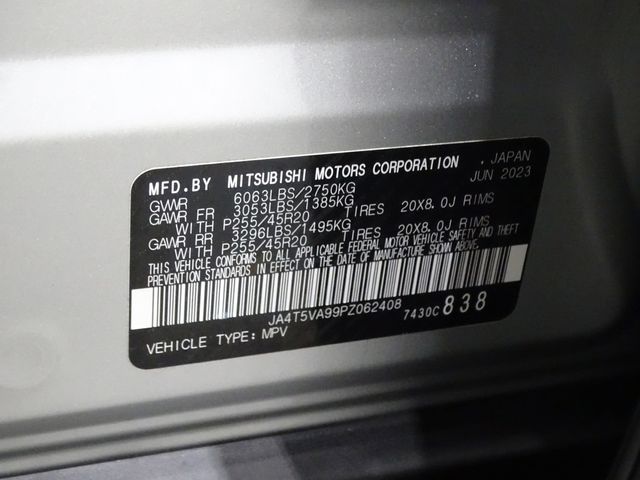 MFD.BY MITSUBISHI MOTORS CORPORATION , JAPAN
GVWR 6063LBS/2750KG JUN 2023
GAWR FR 3053LBS/1385KG
WITH P255/45R20 TIRES 20X8.0J RIMS
GAWR RR 3296LBS/1495KG
WITH P255/45R20 TIRES 20X8.0J RIMS
THIS VEHICLE CONFORMS TO ALL APPLICABLE FEDERAL MOTOR VEHICLE SAFETY AND THEFT
PREVENTION STANDARDS IN EFFECT ON THE DATE OF MANUFACTURE SHOWN ABOVE.
JA4T5VA99PZ062408 7430C 838
VEHICLE TYPE: MPV